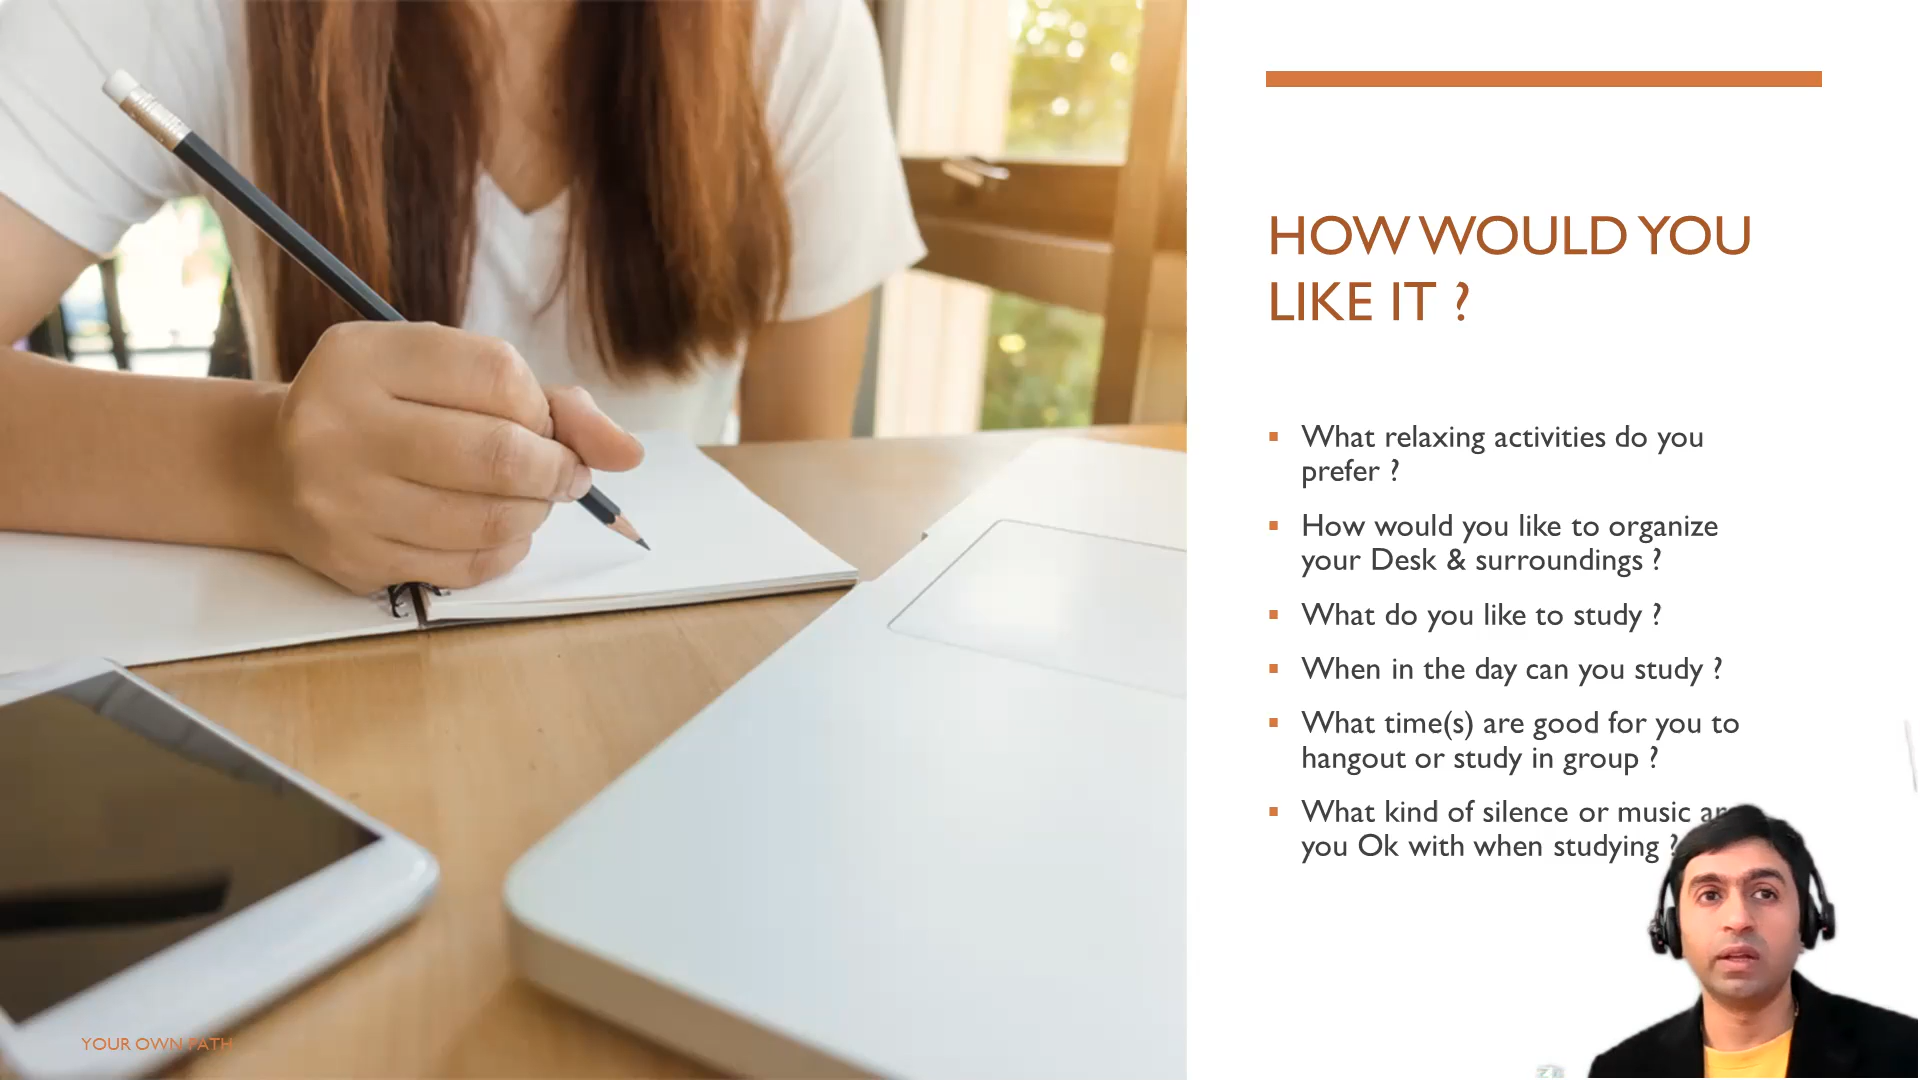 HOW WOULD YOU
LIKE IT ?
What relaxing activities do you
prefer ?
How would you like to organize
your Desk & surroundings ?
What do you like to study ?
When in the day can you study ?
What time(s) are good for you to
hangout or study in group ?
What kind of silence or music are
you Ok with when studying ?
YOUR OWN PATH